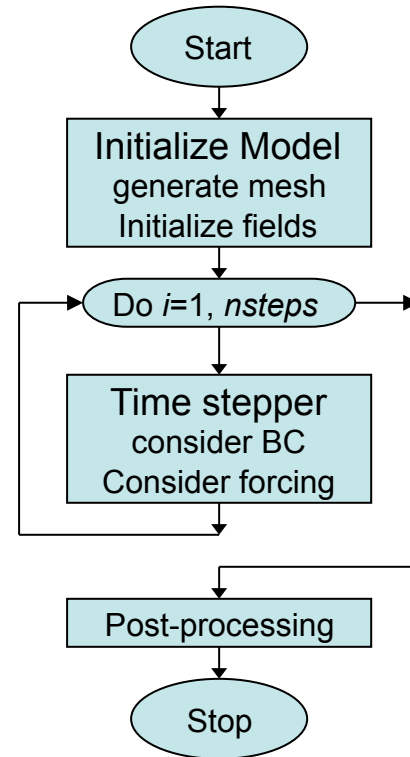 Start
Initialize Model
generate mesh
Initialize fields
Do i=1, nsteps
Time stepper
consider BC
Consider forcing
Post-processing
Stop